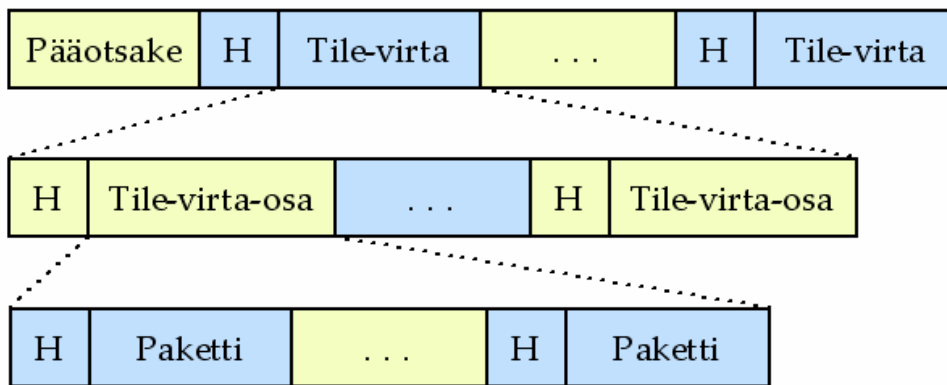 Pääotsake H Tile-virta . . . H Tile-virta
H Tile-virta-osa . . . H Tile-virta-osa
H Paketti . . . H Paketti